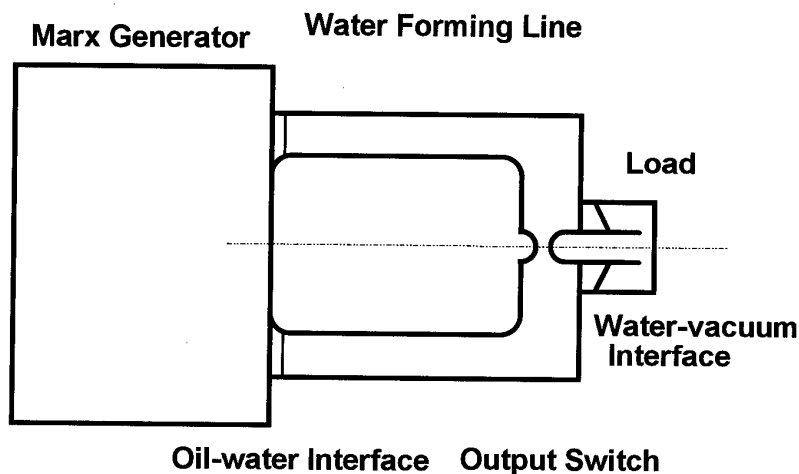 Marx Generator
Water Forming Line
Load
Water-vacuum
Interface
Oil-water Interface
Output Switch